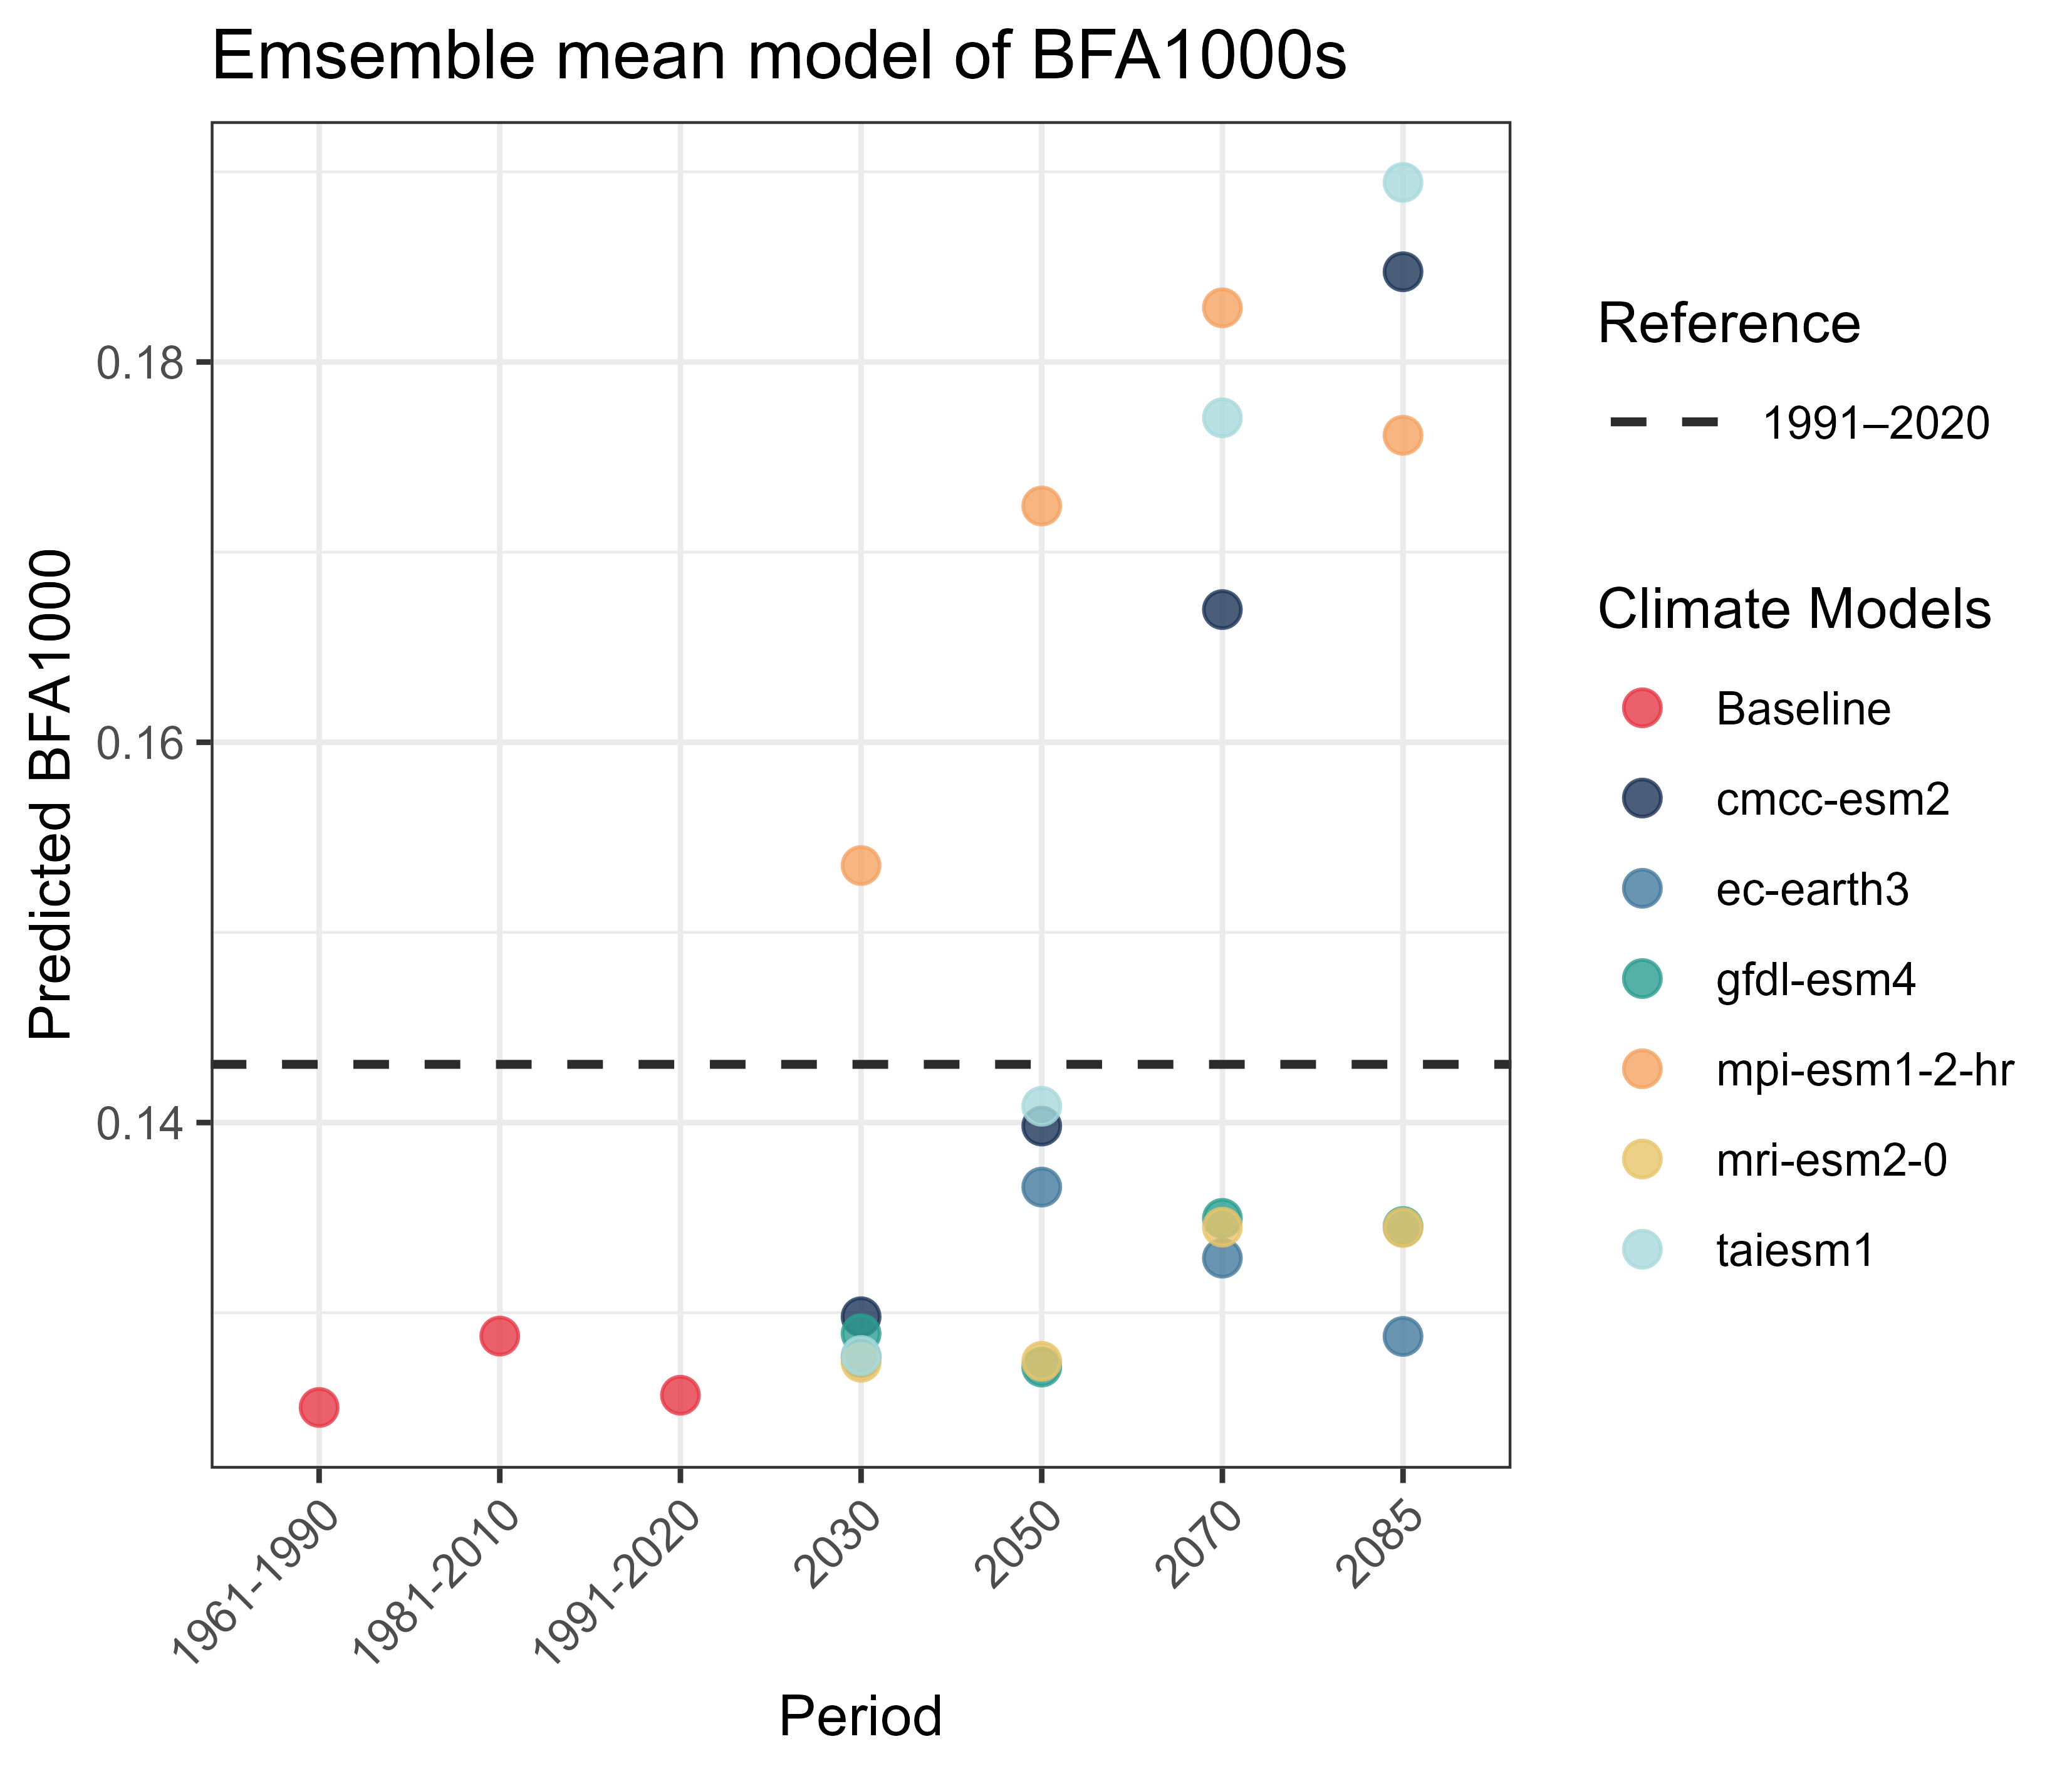 Emsemble mean model of BFA1000s
Predicted BFA1000
0.18
0.16
0.14
1961-1990
1981-2010
1991-2020
2030
2050
2070
2085
Period
Reference
1991–2020
Climate Models
Baseline
cmcc-esm2
ec-earth3
gfdl-esm4
mpi-esm1-2-hr
mri-esm2-0
taiesm1